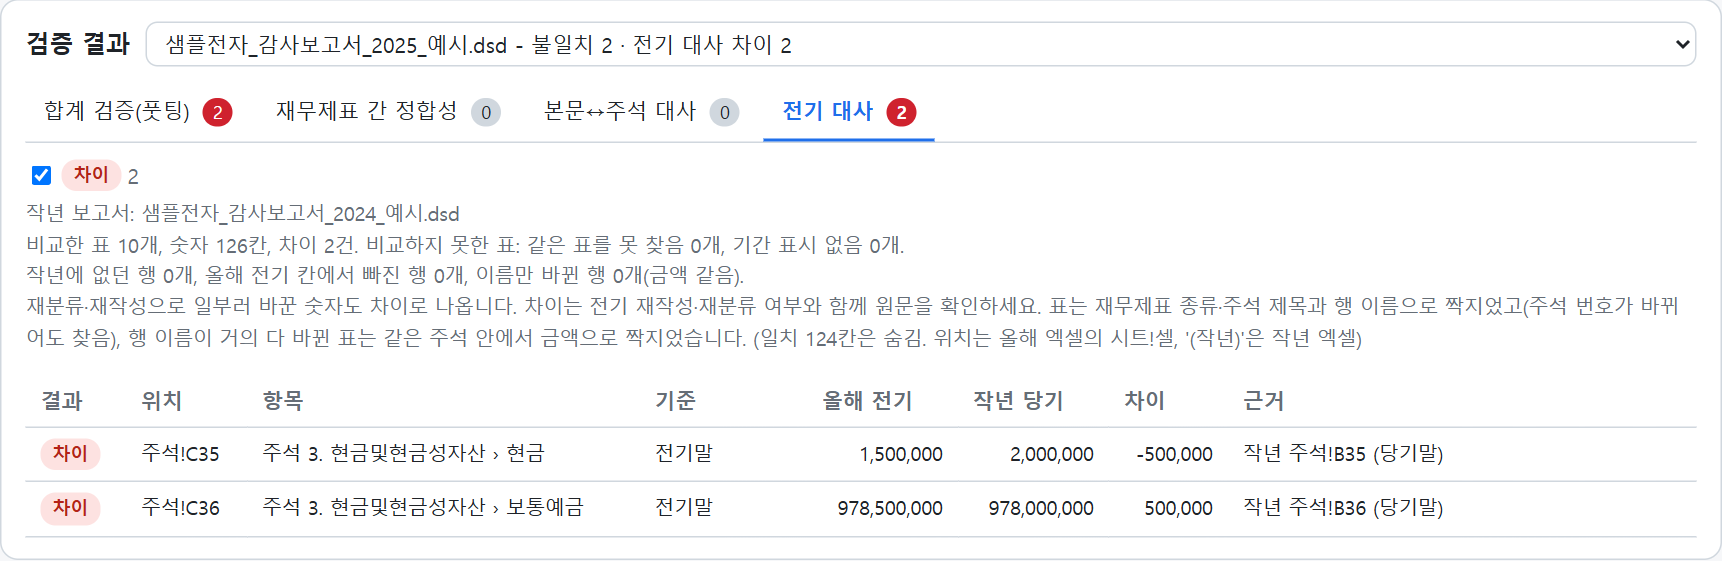 검증 결과
샘플전자_감사보고서_2025_예시.dsd - 불일치 2 · 전기 대사 차이 2
합계 검증(풋팅) 2 재무제표 간 정합성 0 본문↔주석 대사 0 전기 대사 2
차이 2
작년 보고서: 샘플전자_감사보고서_2024_예시.dsd
비교한 표 10개, 숫자 126칸, 차이 2건. 비교하지 못한 표: 같은 표를 못 찾음 0개, 기간 표시 없음 0개.
작년에 없던 행 0개, 올해 전기 칸에서 빠진 행 0개, 이름만 바뀐 행 0개(금액 같음).
재분류·재작성으로 일부러 바꾼 숫자도 차이로 나옵니다. 차이는 전기 재작성·재분류 여부와 함께 원문을 확인하세요. 표는 재무제표 종류·주석 제목과 행 이름으로 짝지었고(주석 번호가 바뀌
어도 찾음), 행 이름이 거의 다 바뀐 표는 같은 주석 안에서 금액으로 짝지었습니다. (일치 124칸은 숨김. 위치는 올해 엑셀의 시트!셀, '(작년)'은 작년 엑셀)
결과 위치 항목 기준 올해 전기 작년 당기 차이 근거
차이 주석!C35 주석 3. 현금및현금성자산 › 현금 전기말 1,500,000 2,000,000 -500,000 작년 주석!B35 (당기말)
차이 주석!C36 주석 3. 현금및현금성자산 › 보통예금 전기말 978,500,000 978,000,000 500,000 작년 주석!B36 (당기말)